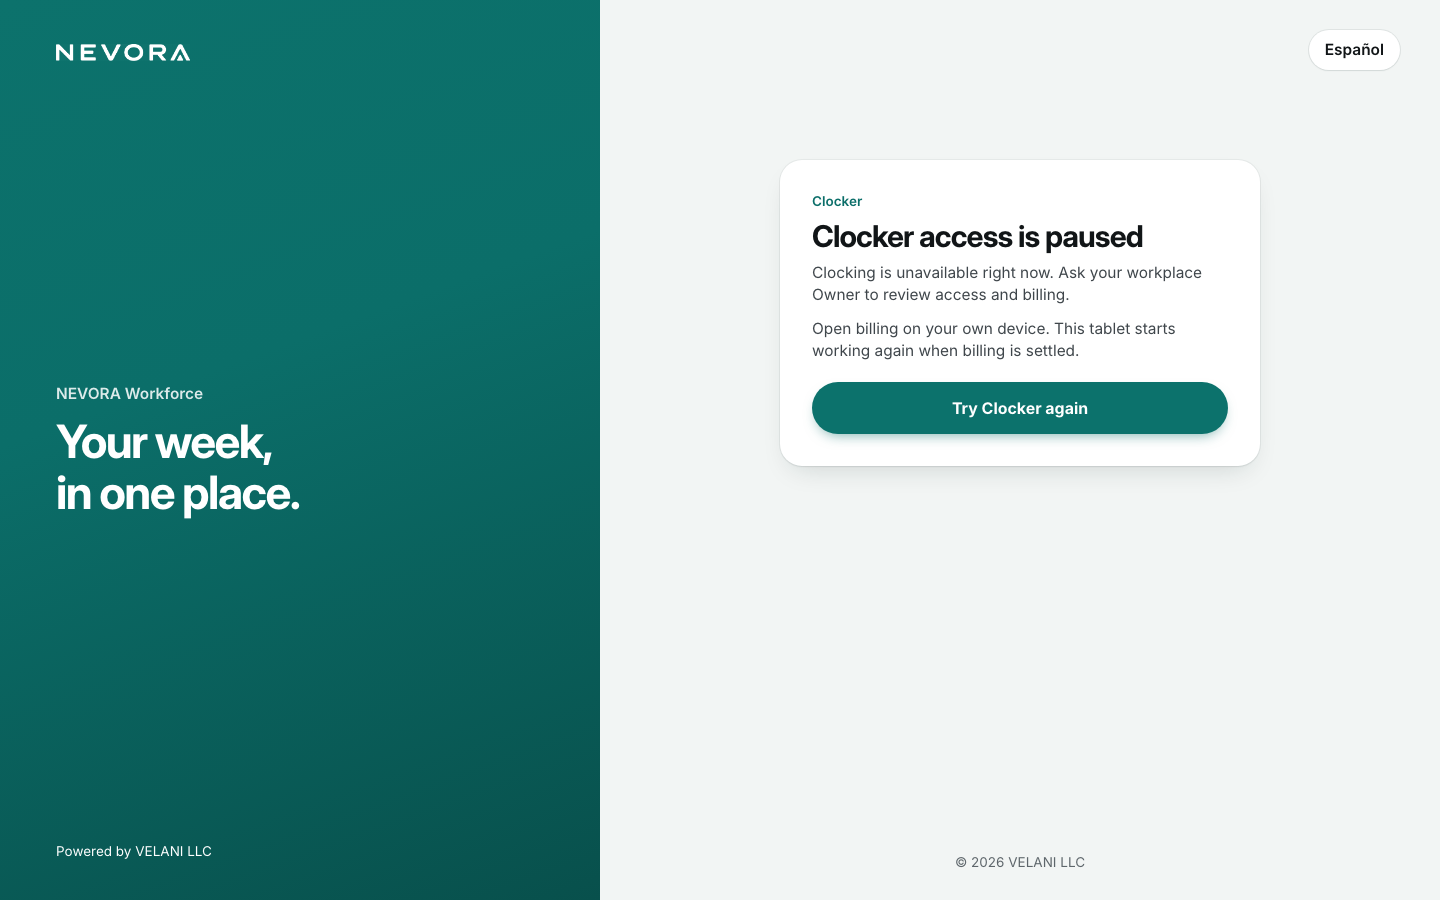 NEVORA
NEVORA Workforce
Your week,
in one place.
Powered by VELANI LLC
Español
Clocker
Clocker access is paused
Clocking is unavailable right now. Ask your workplace
Owner to review access and billing.
Open billing on your own device. This tablet starts
working again when billing is settled.
Try Clocker again
© 2026 VELANI LLC